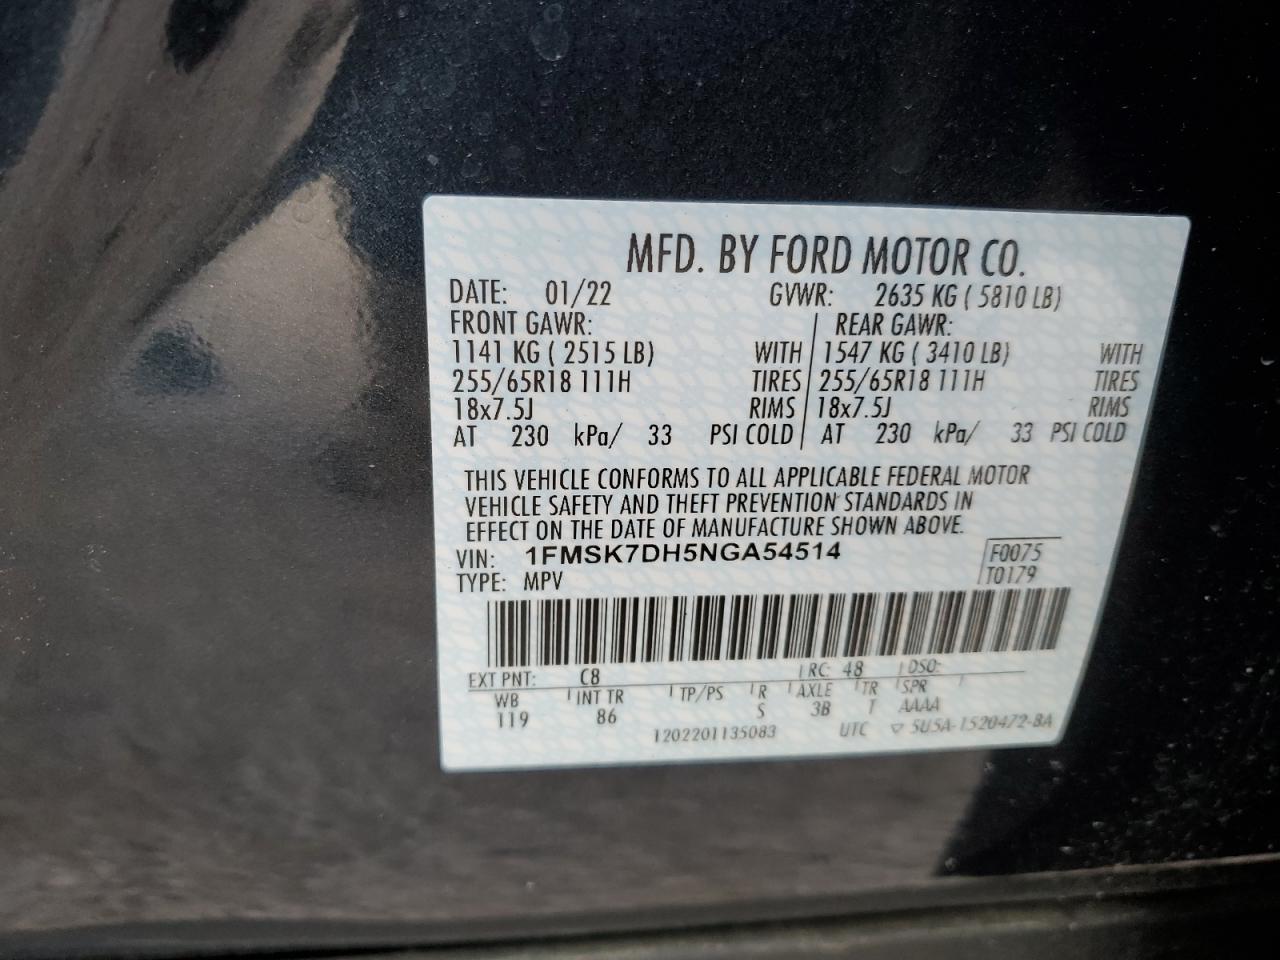 MFD. BY FORD MOTOR CO.
DATE: 01/22 GVWR: 2635 KG ( 5810 LB)
FRONT GAWR: REAR GAWR:
1141 KG ( 2515 LB) WITH 1547 KG ( 3410 LB) WITH
255/65R18 111H TIRES 255/65R18 111H TIRES
18x7.5J RIMS 18x7.5J RIMS
AT 230 kPa/ 33 PSI COLD AT 230 kPa/ 33 PSI COLD
THIS VEHICLE CONFORMS TO ALL APPLICABLE FEDERAL MOTOR
VEHICLE SAFETY AND THEFT PREVENTION STANDARDS IN
EFFECT ON THE DATE OF MANUFACTURE SHOWN ABOVE.
VIN: 1FMSK7DH5NGA54514 F0075
TYPE: MPV T0179
EXT PNT: C8 RC: 48 DSO:
WB INT TR TP/PS R AXLE TR SPR
119 86 S 3B T AAAA
1202201135083 UTC ▽ 5U5A-1520472-BA